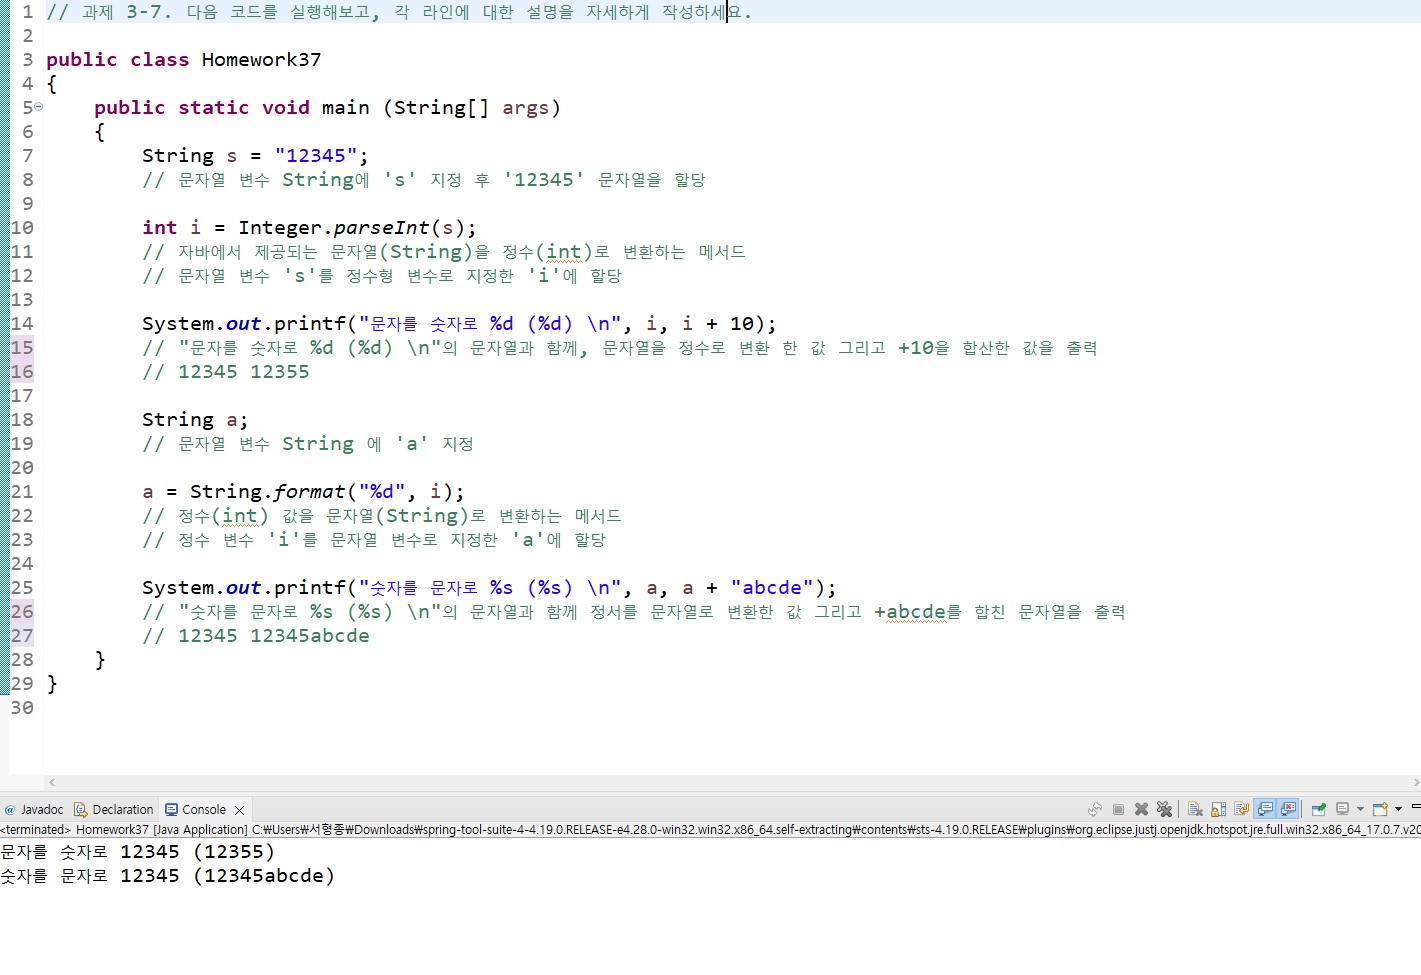 1 // 과제 3-7. 다음 코드를 실행해보고, 각 라인에 대한 설명을 자세하게 작성하세요.
2
3 public class Homework37
4 {
5 public static void main (String[] args)
6 {
7 String s = "12345";
8 // 문자열 변수 String에 's' 지정 후 '12345' 문자열을 할당
9
10 int i = Integer.parseInt(s);
11 // 자바에서 제공되는 문자열(String)을 정수(int)로 변환하는 메서드
12 // 문자열 변수 's'를 정수형 변수로 지정한 'i'에 할당
13
14 System.out.printf("문자를 숫자로 %d (%d) \n", i, i + 10);
15 // "문자를 숫자로 %d (%d) \n"의 문자열과 함께, 문자열을 정수로 변환 한 값 그리고 +10을 합산한 값을 출력
16 // 12345 12355
17
18 String a;
19 // 문자열 변수 String 에 'a' 지정
20
21 a = String.format("%d", i);
22 // 정수(int) 값을 문자열(String)로 변환하는 메서드
23 // 정수 변수 'i'를 문자열 변수로 지정한 'a'에 할당
24
25 System.out.printf("숫자를 문자로 %s (%s) \n", a, a + "abcde");
26 // "숫자를 문자로 %s (%s) \n"의 문자열과 함께 정서를 문자열로 변환한 값 그리고 +abcde를 합친 문자열을 출력
27 // 12345 12345abcde
28 }
29 }
30
@ Javadoc Declaration Console
<terminated> Homework37 [Java Application] C:₩Users₩서형종₩Downloads₩spring-tool-suite-4-4.19.0.RELEASE-e4.28.0-win32.win32.x86_64.self-extracting₩contents₩sts-4.19.0.RELEASE₩plugins₩org.eclipse.justj.openjdk.hotspot.jre.full.win32.x86_64_17.0.7.v20
문자를 숫자로 12345 (12355)
숫자를 문자로 12345 (12345abcde)